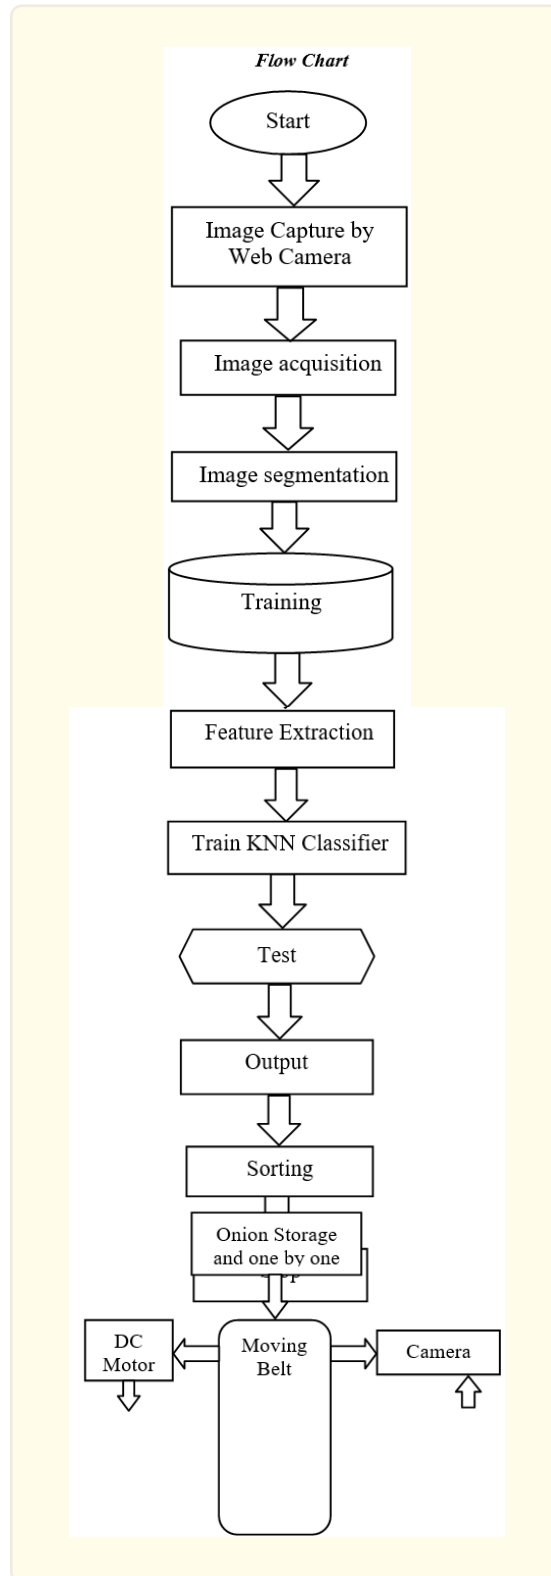 Flow Chart
Start
Image Capture by
Web Camera
Image acquisition
Image segmentation
Training
Feature Extraction
Train KNN Classifier
Test
Output
Sorting
Onion Storage
and one by one
DC
Motor
Moving
Belt
Camera